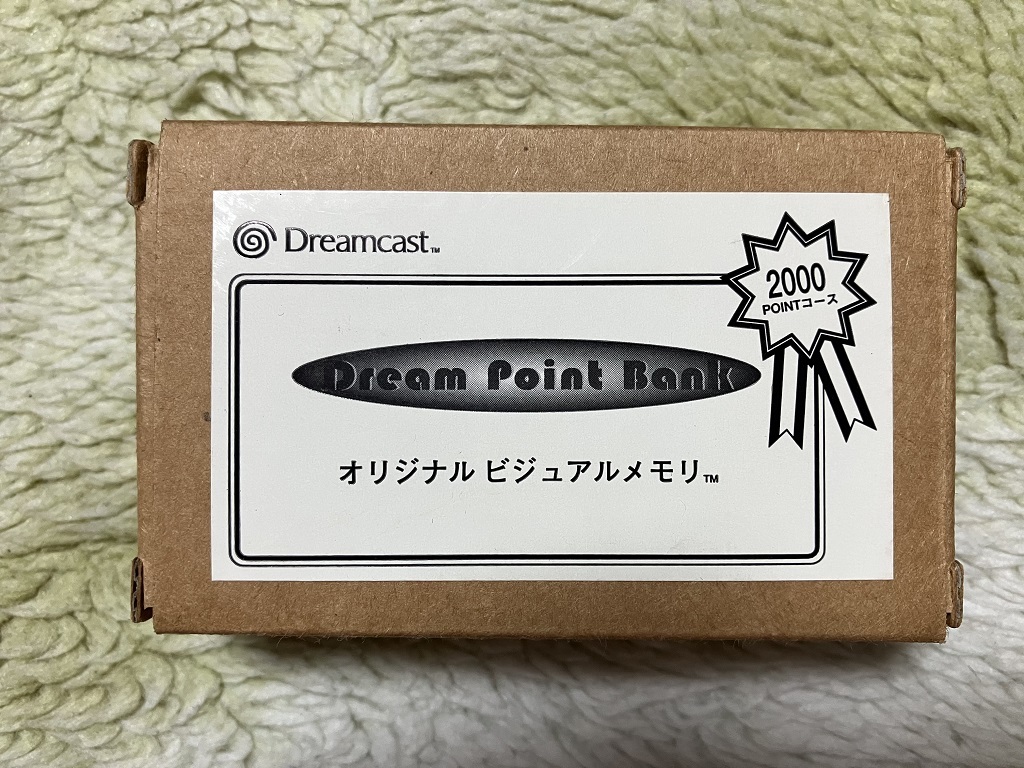 Dreamcast™
2000
POINTコース
Dream Point Bank
オリジナル ビジュアルメモリ™